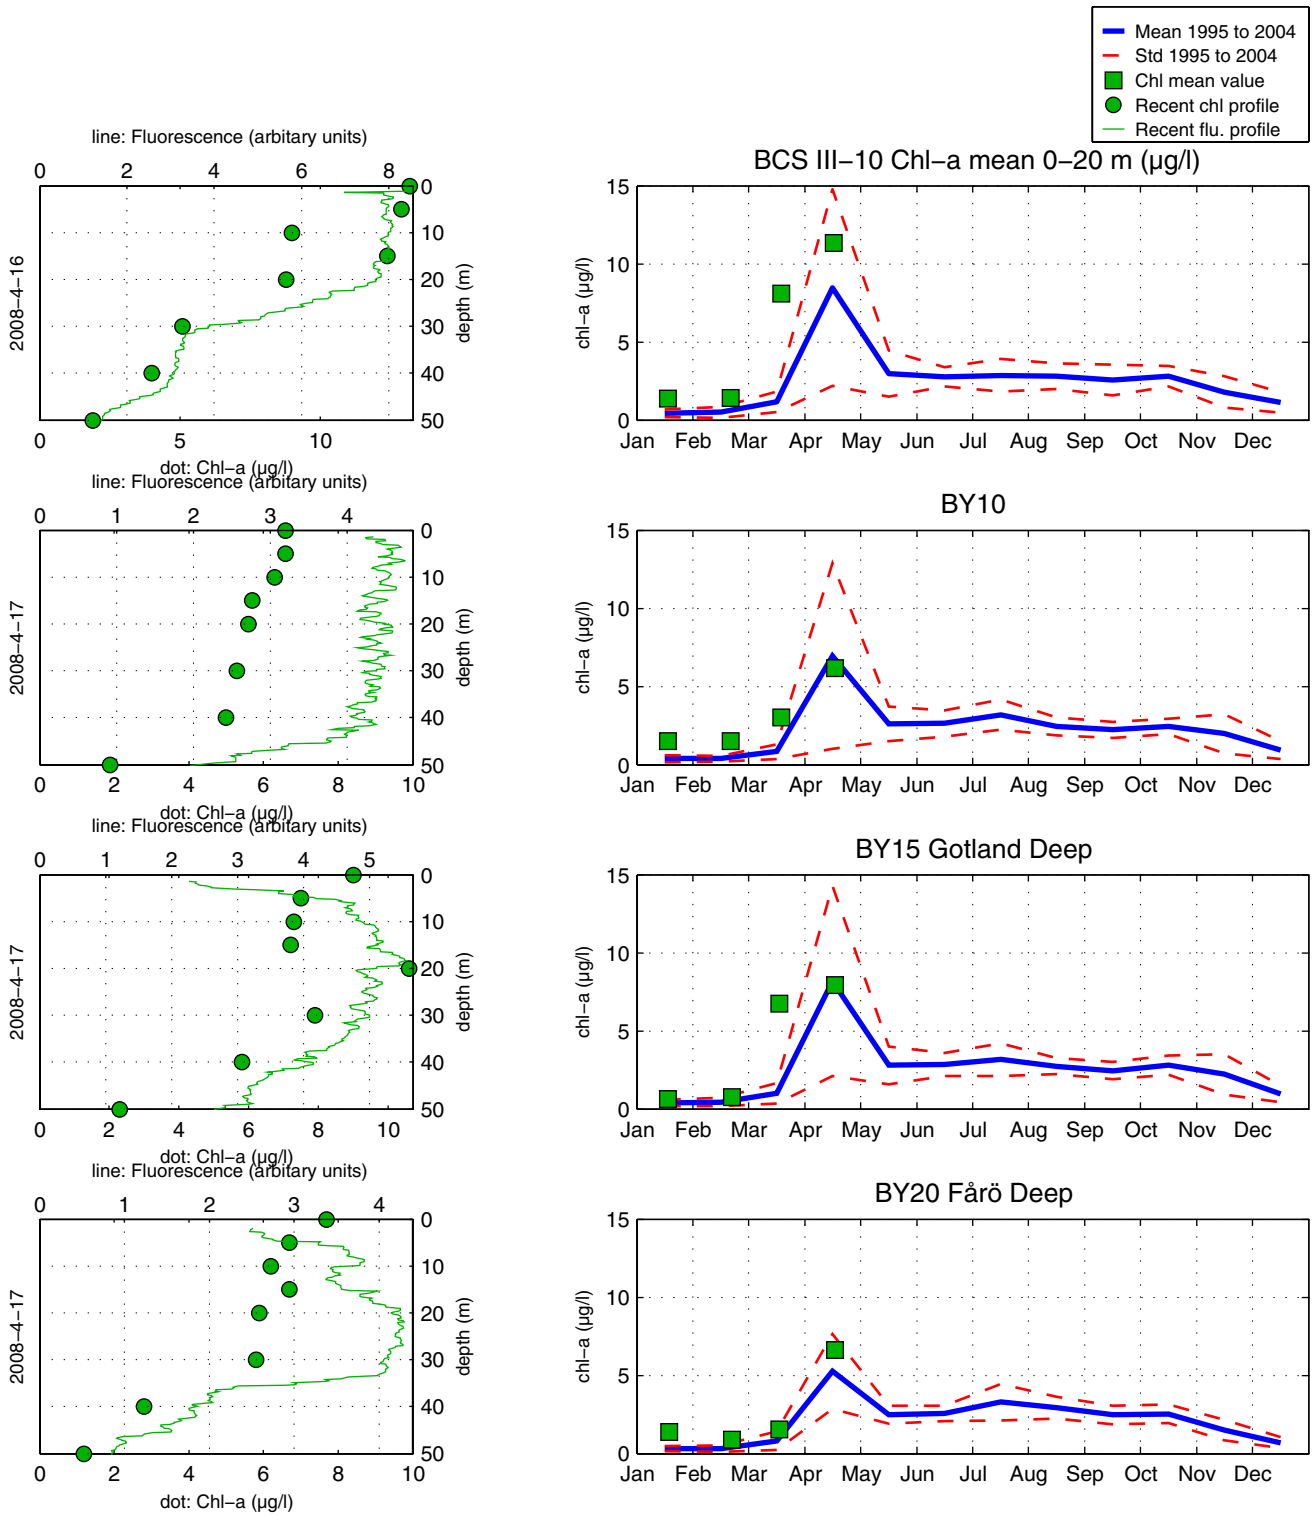 Mean 1995 to 2004
Std 1995 to 2004
Chl mean value
Recent chl profile
Recent flu. profile
line: Fluorescence (arbitary units)
0 2 4 6 8
0
10
20
30
40
50
depth (m)
2008−4−16
0 5 10
dot: Chl−a (µg/l)
BCS III−10 Chl−a mean 0−20 m (µg/l)
15
10
5
0
chl−a (µg/l)
Jan Feb Mar Apr May Jun Jul Aug Sep Oct Nov Dec
line: Fluorescence (arbitary units)
0 1 2 3 4
0
10
20
30
40
50
depth (m)
2008−4−17
2 4 6 8 10
dot: Chl−a (µg/l)
BY10
15
10
5
0
chl−a (µg/l)
Jan Feb Mar Apr May Jun Jul Aug Sep Oct Nov Dec
line: Fluorescence (arbitary units)
0 1 2 3 4 5
0
10
20
30
40
50
depth (m)
2008−4−17
0 2 4 6 8 10
dot: Chl−a (µg/l)
BY15 Gotland Deep
15
10
5
0
chl−a (µg/l)
Jan Feb Mar Apr May Jun Jul Aug Sep Oct Nov Dec
line: Fluorescence (arbitary units)
0 1 2 3 4
0
10
20
30
40
50
depth (m)
2008−4−17
0 2 4 6 8 10
dot: Chl−a (µg/l)
BY20 Fårö Deep
15
10
5
0
chl−a (µg/l)
Jan Feb Mar Apr May Jun Jul Aug Sep Oct Nov Dec